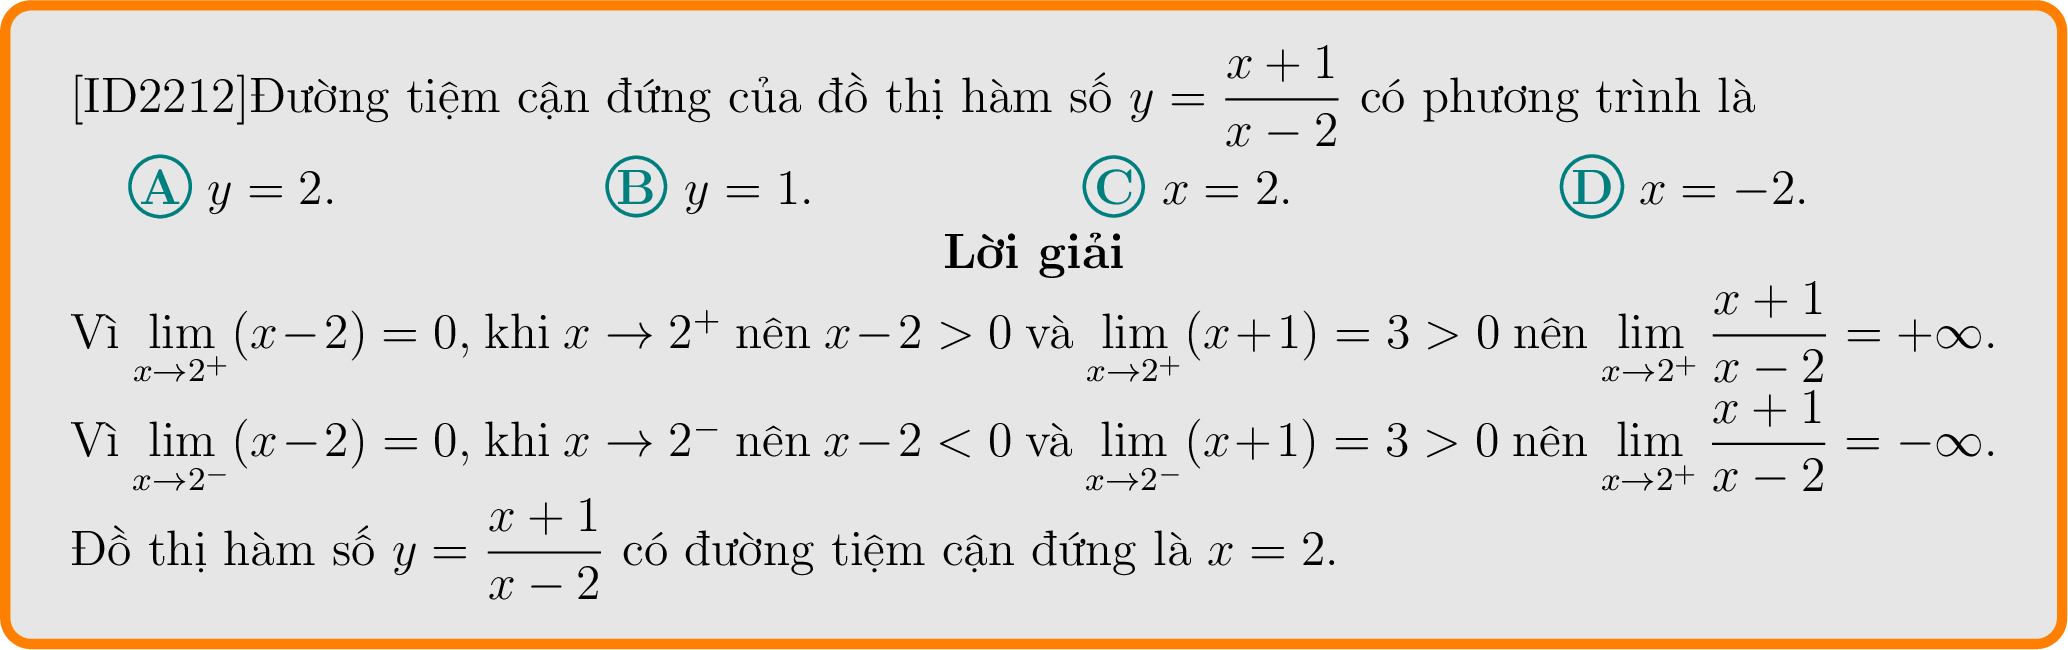 [ID2212]Đường tiệm cận đứng của đồ thị hàm số $y = \dfrac{x+1}{x-2}$ có phương trình là
Ⓐ $y = 2$. Ⓑ $y = 1$. Ⓒ $x = 2$. Ⓓ $x = -2$.
Lời giải
Vì $\lim\limits_{x \to 2^+} (x-2) = 0$, khi $x \to 2^+$ nên $x-2 > 0$ và $\lim\limits_{x \to 2^+} (x+1) = 3 > 0$ nên $\lim\limits_{x \to 2^+} \dfrac{x+1}{x-2} = +\infty$.
Vì $\lim\limits_{x \to 2^-} (x-2) = 0$, khi $x \to 2^-$ nên $x-2 < 0$ và $\lim\limits_{x \to 2^-} (x+1) = 3 > 0$ nên $\lim\limits_{x \to 2^+} \dfrac{x+1}{x-2} = -\infty$.
Đồ thị hàm số $y = \dfrac{x+1}{x-2}$ có đường tiệm cận đứng là $x = 2$.